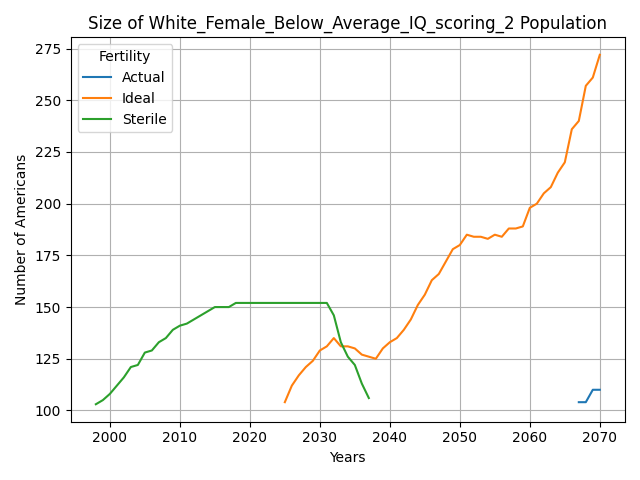 Size of White_Female_Below_Average_IQ_scoring_2 Population
Fertility
Actual
Ideal
Sterile
Number of Americans
275
250
225
200
175
150
125
100
2000 2010 2020 2030 2040 2050 2060 2070
Years